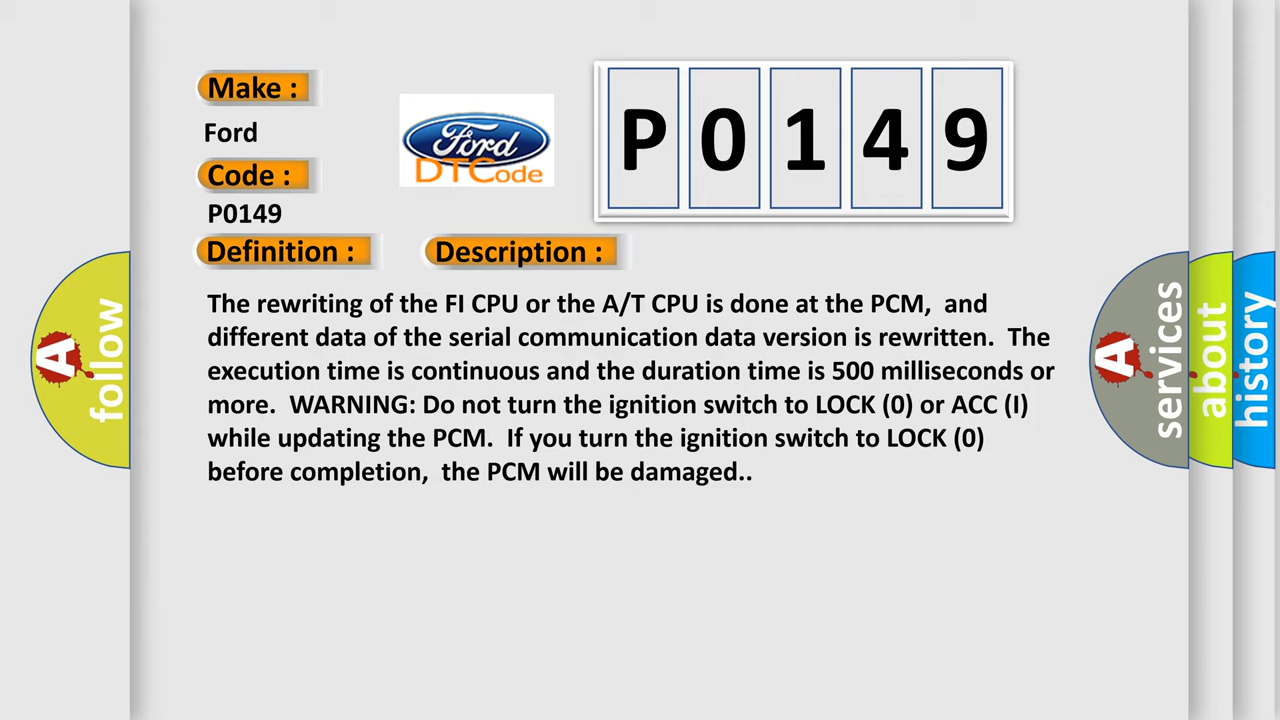 Make :
Ford
Code :
P0149
Ford
DTCode
P0149
Definition :
Description :
The rewriting of the FI CPU or the A/T CPU is done at the PCM, and
different data of the serial communication data version is rewritten The
execution time is continuous and the duration time is 500 milliseconds or
more WARNING Do not turn the ignition switch to LOCK (0) or ACC (I)
while updating the PCM If you turn the ignition switch to LOCK (0)
before completion, the PCM will be damaged..
A follow
A services
about
history